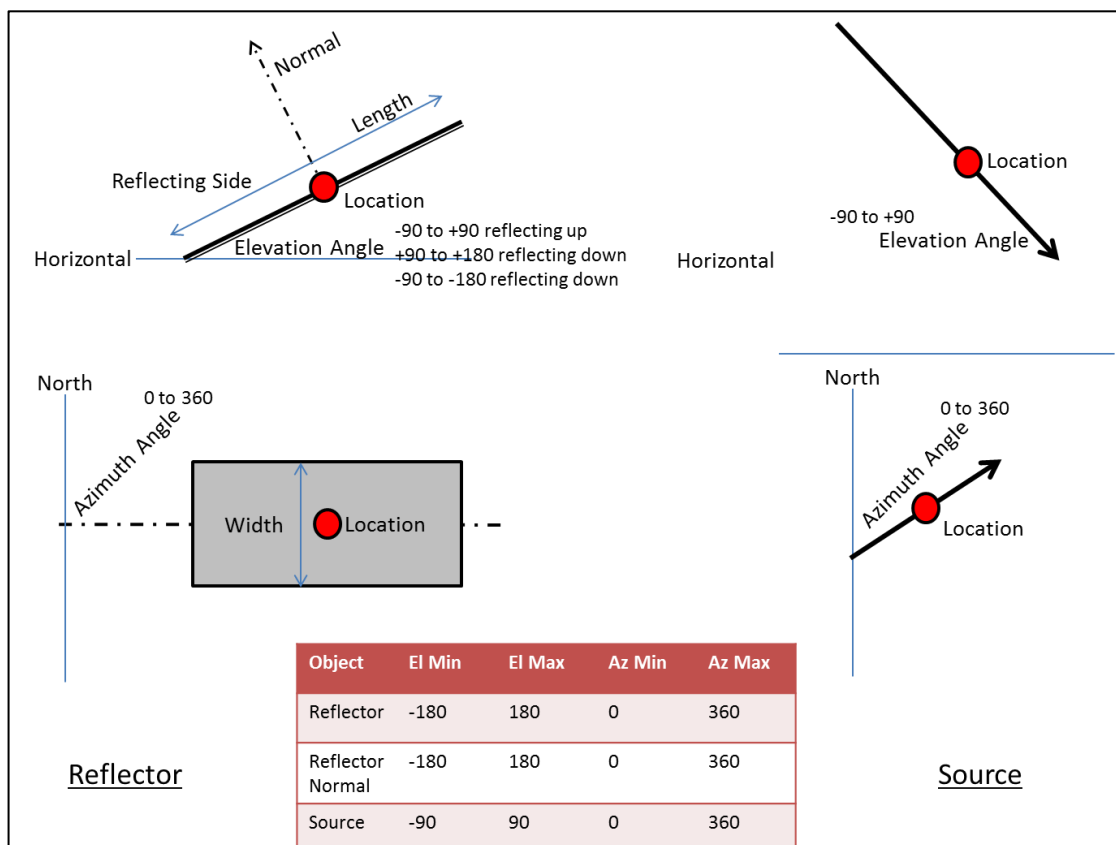 Normal
Length
Reflecting Side
Location
Elevation Angle
-90 to +90 reflecting up
+90 to +180 reflecting down
-90 to -180 reflecting down
Horizontal
Location
-90 to +90
Elevation Angle
Horizontal
North
0 to 360
Azimuth Angle
Width
Location
North
0 to 360
Azimuth Angle
Location
Object El Min El Max Az Min Az Max
Reflector -180 180 0 360
Reflector Normal -180 180 0 360
Source -90 90 0 360
Reflector
Source